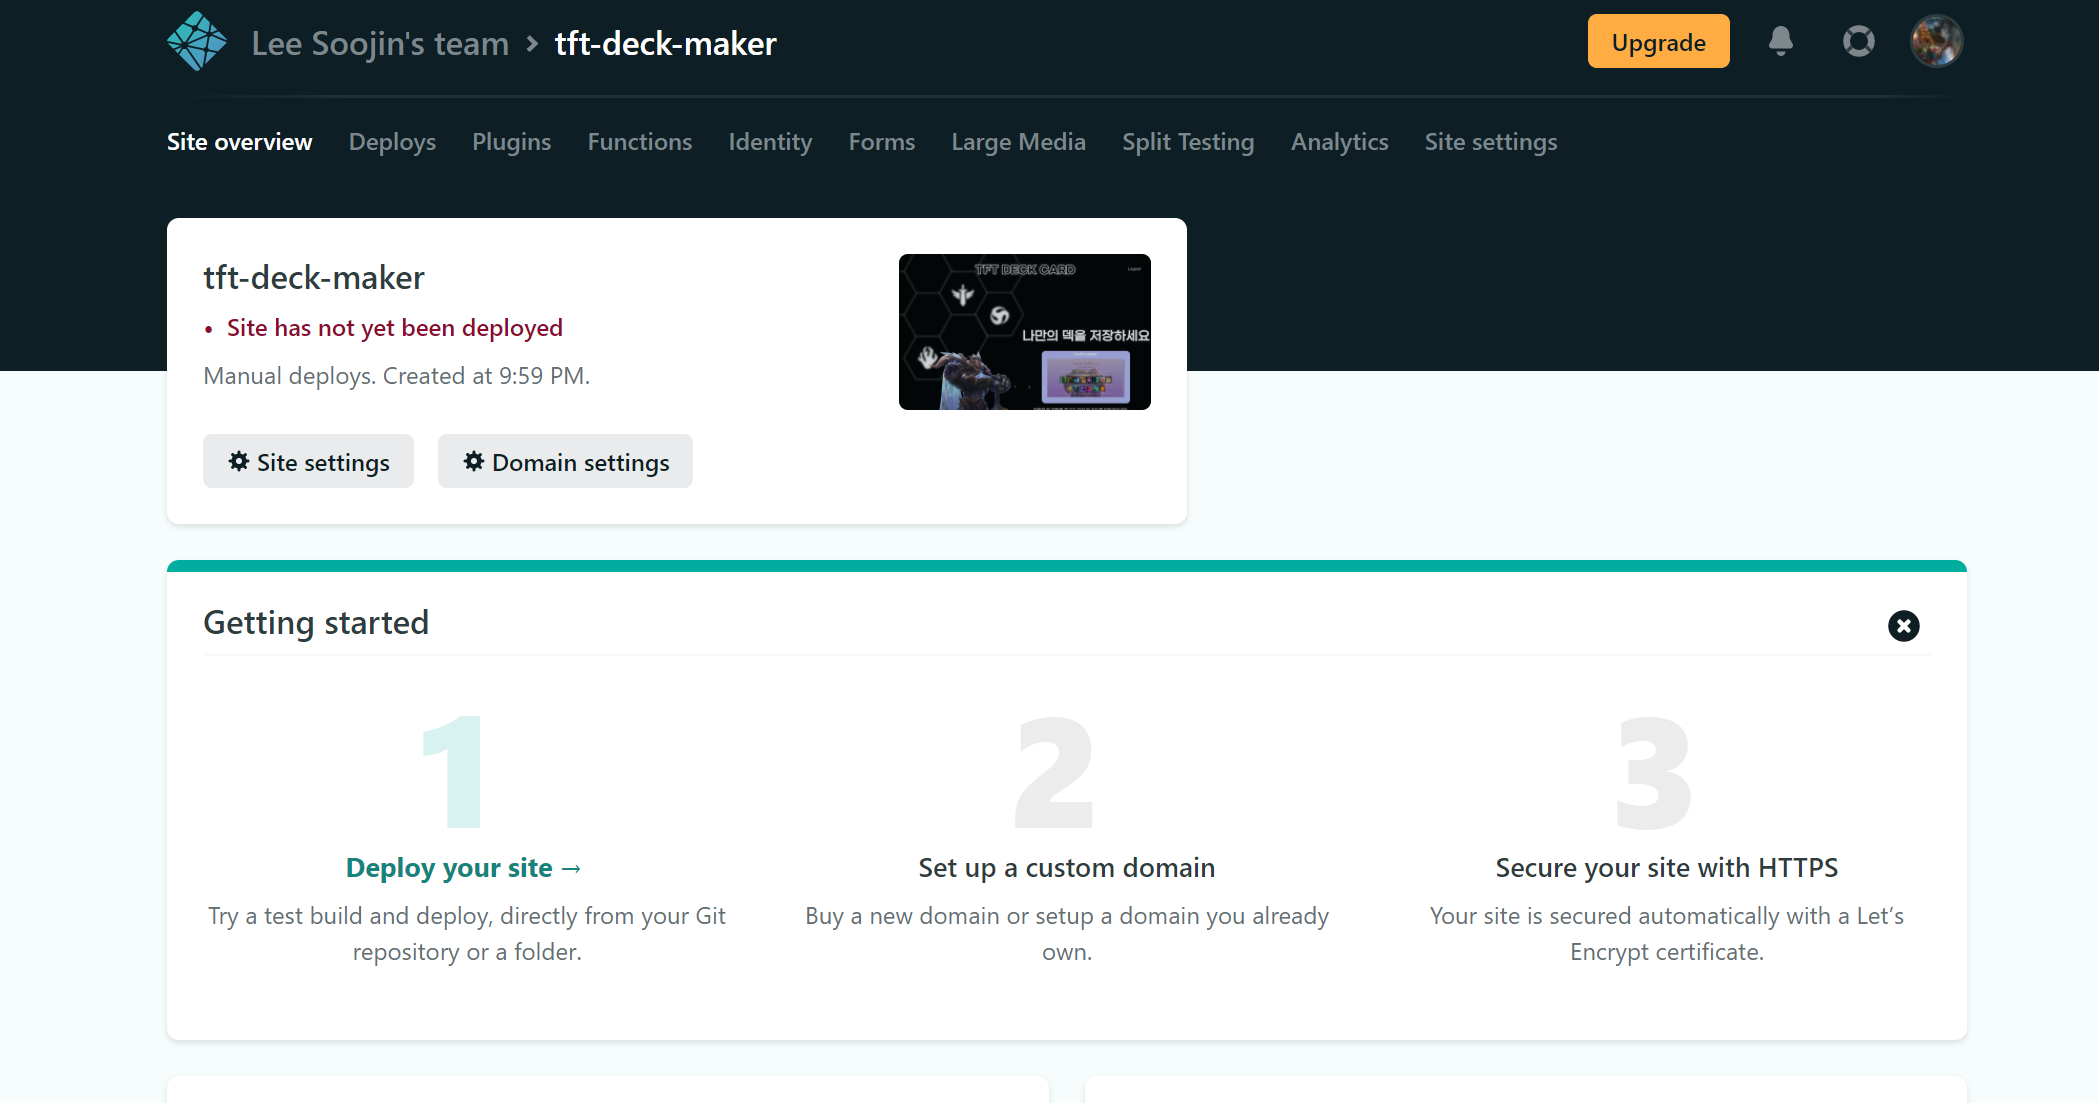 Lee Soojin's team > tft-deck-maker
Upgrade
Site overview Deploys Plugins Functions Identity Forms Large Media Split Testing Analytics Site settings
tft-deck-maker
• Site has not yet been deployed
Manual deploys. Created at 9:59 PM.
TFT DECK CARD
Logout
나만의 덱을 저장하세요
Site settings
Domain settings
Getting started
1
Deploy your site →
Try a test build and deploy, directly from your Git
repository or a folder.
2
Set up a custom domain
Buy a new domain or setup a domain you already
own.
3
Secure your site with HTTPS
Your site is secured automatically with a Let’s
Encrypt certificate.